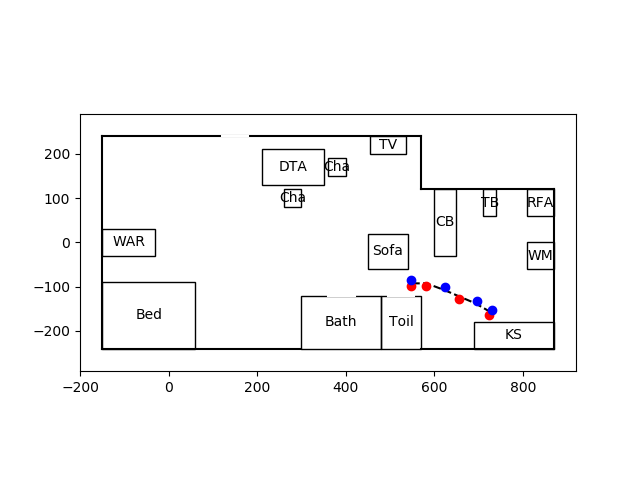 TV
200
DTA
Cha
100
Cha
TB
RFA
CB
0
WAR
Sofa
WM
−100
Bed
Bath
Toil
KS
−200
−200
0
200
400
600
800